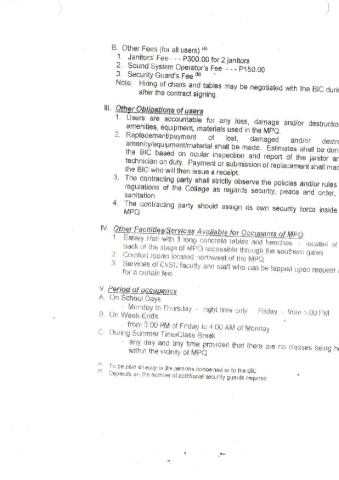 B. Other Fees (for all users) (a)
1. Janitors' Fee - - - P300.00 for 2 janitors
2. Sound System Operator's Fee - - - P150.00
3. Security Guard's Fee (b)
Note: Hiring of chairs and tables may be negotiated with the BIC duri
after the contract signing.
III. Other Obligations of users
1. Users are accountable for any loss, damage and/or destructio
amenities, equipment, materials used in the MPQ.
2. Replacement/payment of lost, damaged and/or destr
amenity/equipment/material shall be made. Estimates shall be don
the BIC based on ocular inspection and report of the janitor an
technician on duty. Payment or submission of replacement shall mad
the BIC who will then issue a receipt.
3. The contracting party shall strictly observe the policies and/or rules
regulations of the College as regards security, peace and order,
sanitation
4. The contracting party should assign its own security force inside
MPQ.
IV. Other Facilities/Services Available for Occupants of MPQ
1. Hall with 3 long concrete tables and benches - located at
back of the stage of MPQ accessible through the southern gates
2. Comfort rooms located northwest of the MPQ
3. Services of CvSU faculty and staff who can be tapped upon request
for a certain fee.
V. Period of occupancy
A. On School Days
- Monday to Thursday - night time only Friday - from 5:00 PM
B. On Week-Ends
from 5:00 PM of Friday to 4:00 AM of Monday
C. During Summer Time/Class Break
- any day and any time provided that there are no classes being h
within the vicinity of MPQ
(a) To be paid directly to the persons concerned or to the BIC
(b) Depends on the number of additional security guards required